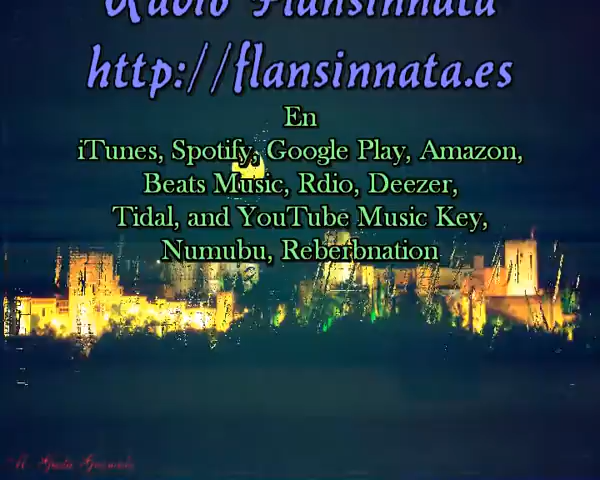 Radio Flansinnata
http://flansinnata.es
En
iTunes, Spotify, Google Play, Amazon,
Beats Music, Rdio, Deezer,
Tidal, and YouTube Music Key,
Numubu, Reberbnation